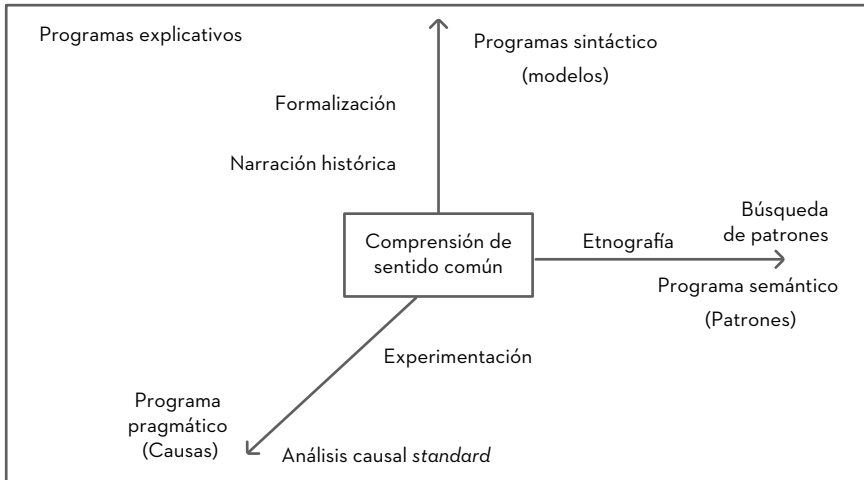 Programas explicativos
Programas sintáctico
(modelos)
Formalización
Narración histórica
Comprensión de
sentido común
Etnografía
Búsqueda
de patrones
Programa semántico
(Patrones)
Experimentación
Programa
pragmático
(Causas)
Análisis causal standard